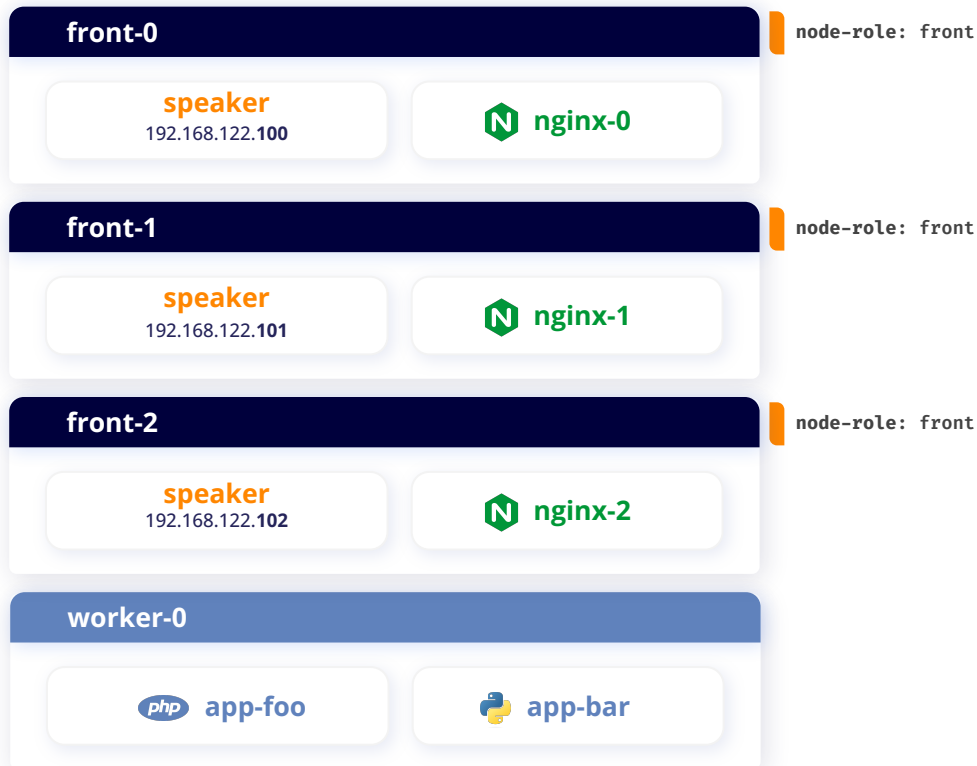 front-0
node-role: front
speaker
192.168.122.100
nginx-0
front-1
node-role: front
speaker
192.168.122.101
nginx-1
front-2
node-role: front
speaker
192.168.122.102
nginx-2
worker-0
php app-foo
app-bar